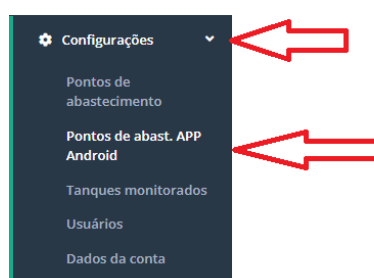 Configurações
Pontos de
abastecimento
Pontos de abast. APP
Android
Tanques monitorados
Usuários
Dados da conta